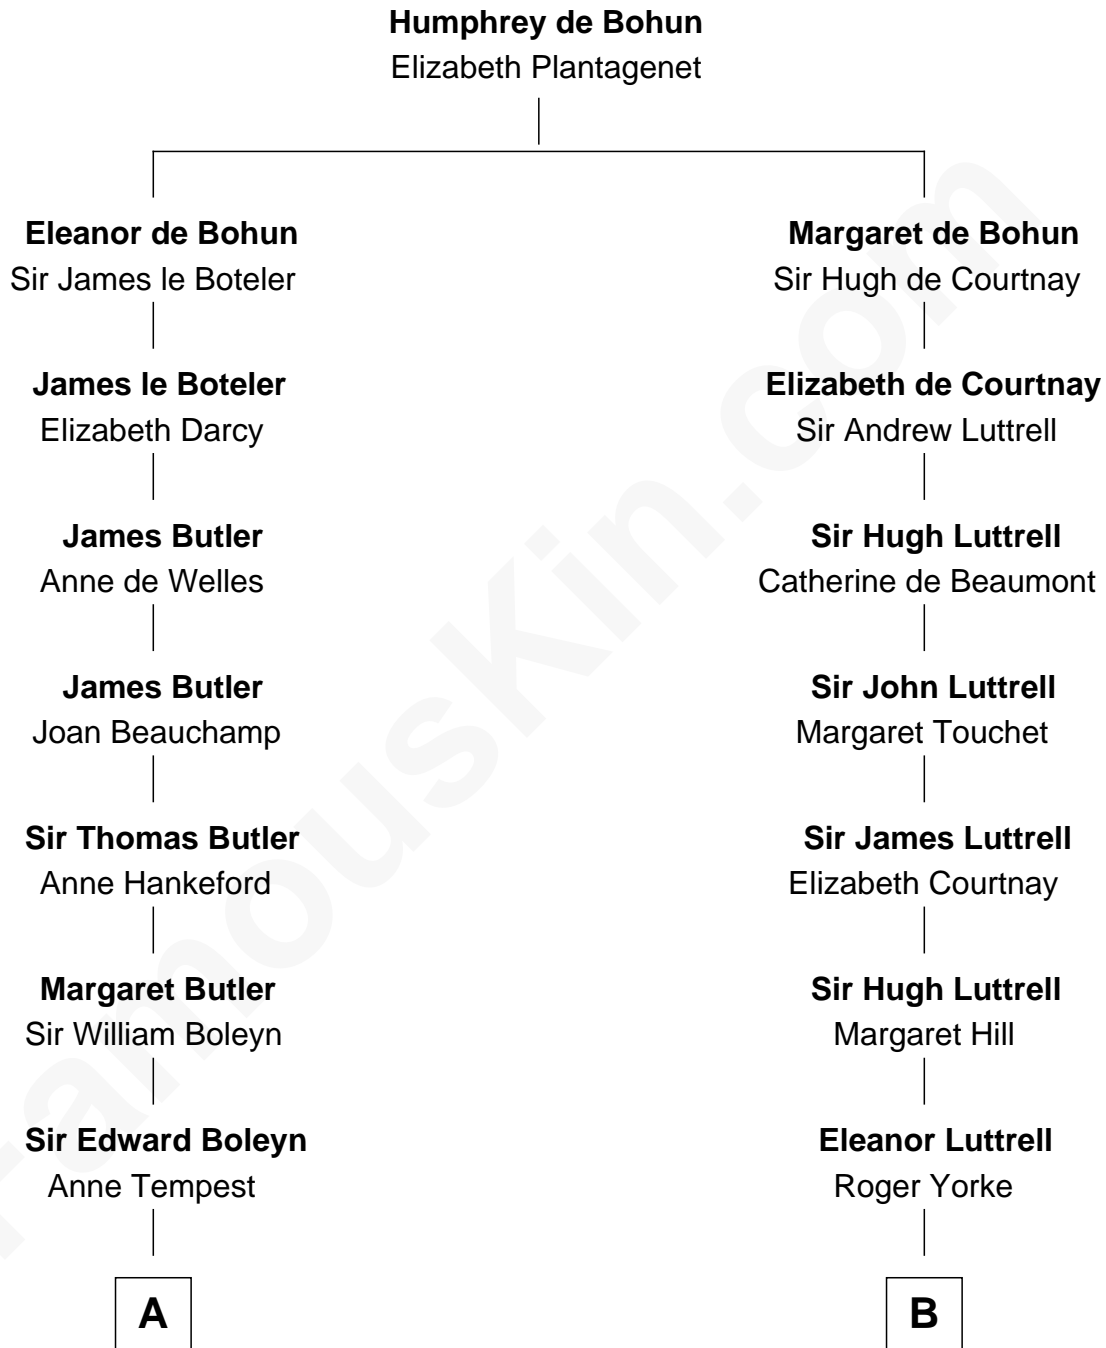 Humphrey de Bohun
Elizabeth Plantagenet
Eleanor de Bohun
Sir James le Boteler
James le Boteler
Elizabeth Darcy
James Butler
Anne de Welles
James Butler
Joan Beauchamp
Sir Thomas Butler
Anne Hankeford
Margaret Butler
Sir William Boleyn
Sir Edward Boleyn
Anne Tempest
A
Margaret de Bohun
Sir Hugh de Courtnay
Elizabeth de Courtnay
Sir Andrew Luttrell
Sir Hugh Luttrell
Catherine de Beaumont
Sir John Luttrell
Margaret Touchet
Sir James Luttrell
Elizabeth Courtnay
Sir Hugh Luttrell
Margaret Hill
Eleanor Luttrell
Roger Yorke
B
FamousKin.com